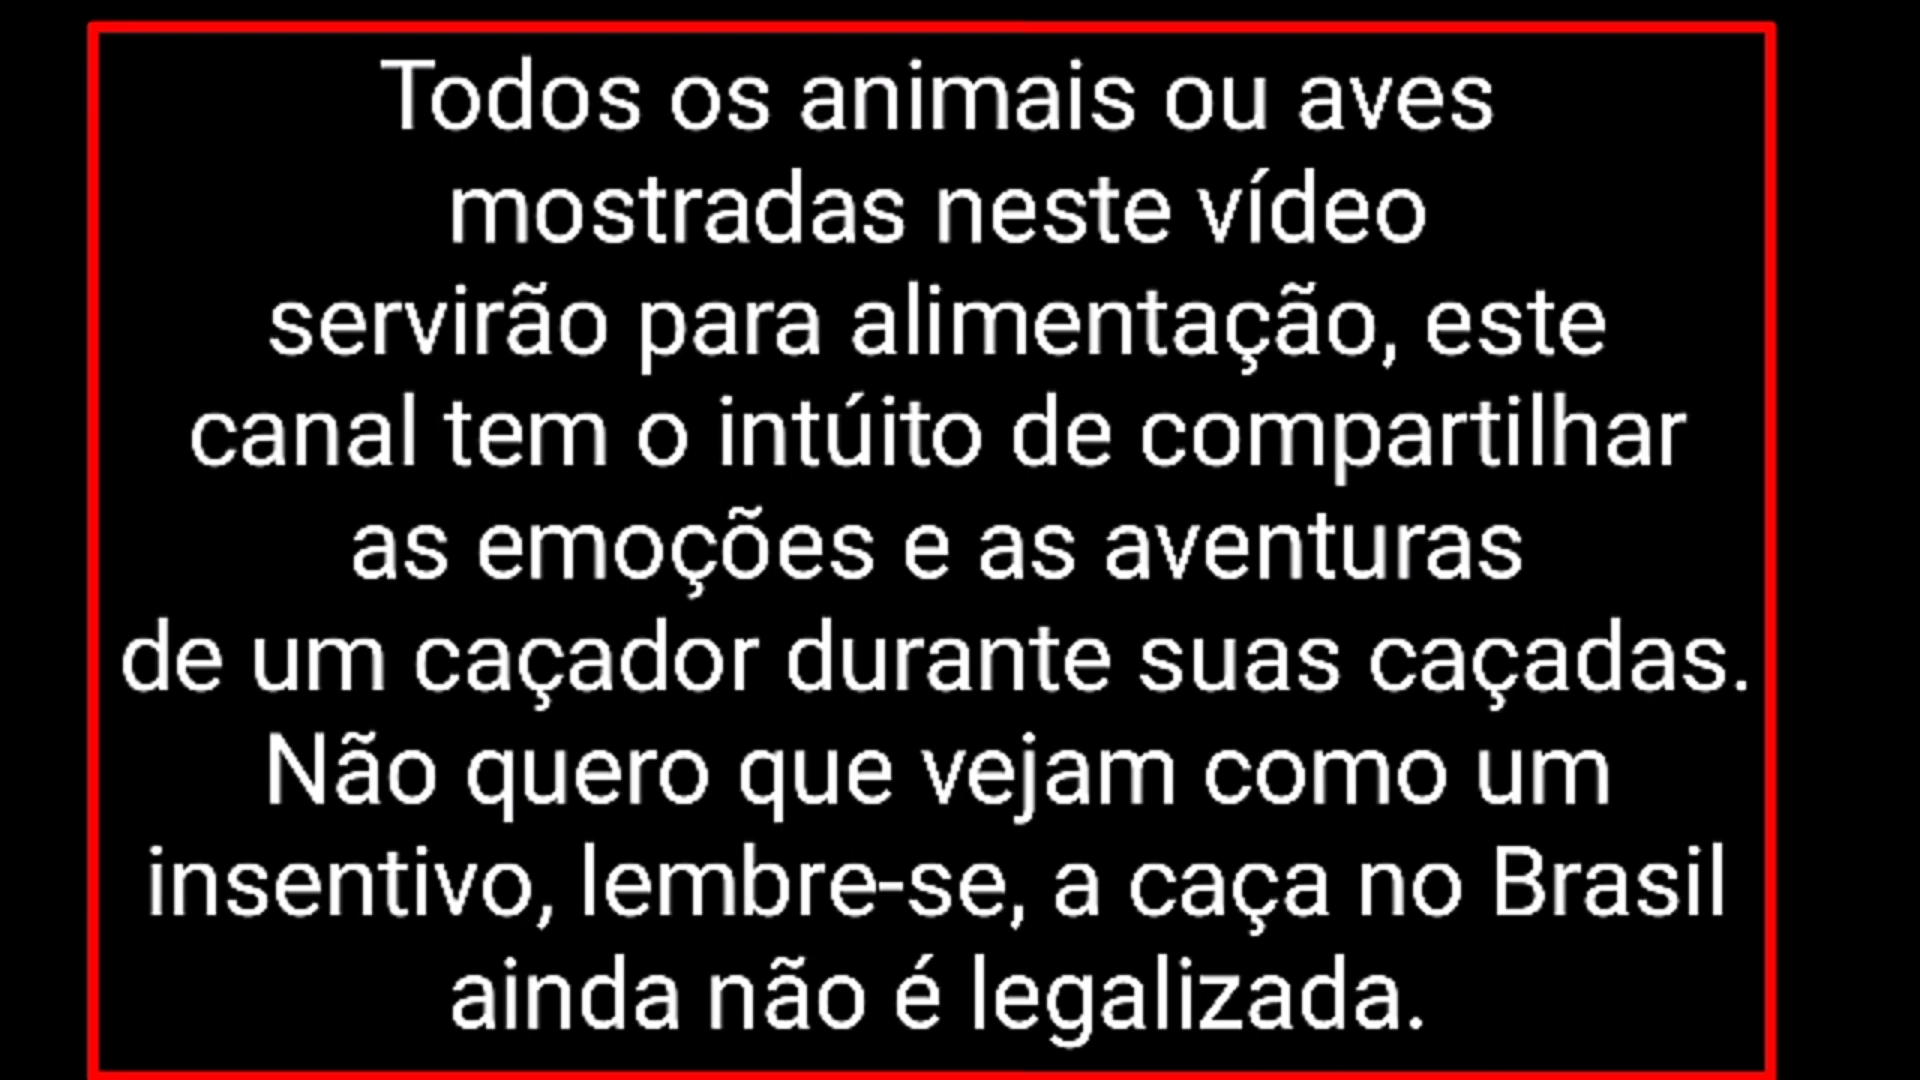 Todos os animais ou aves
mostradas neste vídeo
servirão para alimentação, este
canal tem o intúito de compartilhar
as emoções e as aventuras
de um caçador durante suas caçadas.
Não quero que vejam como um
insentivo, lembre-se, a caça no Brasil
ainda não é legalizada.